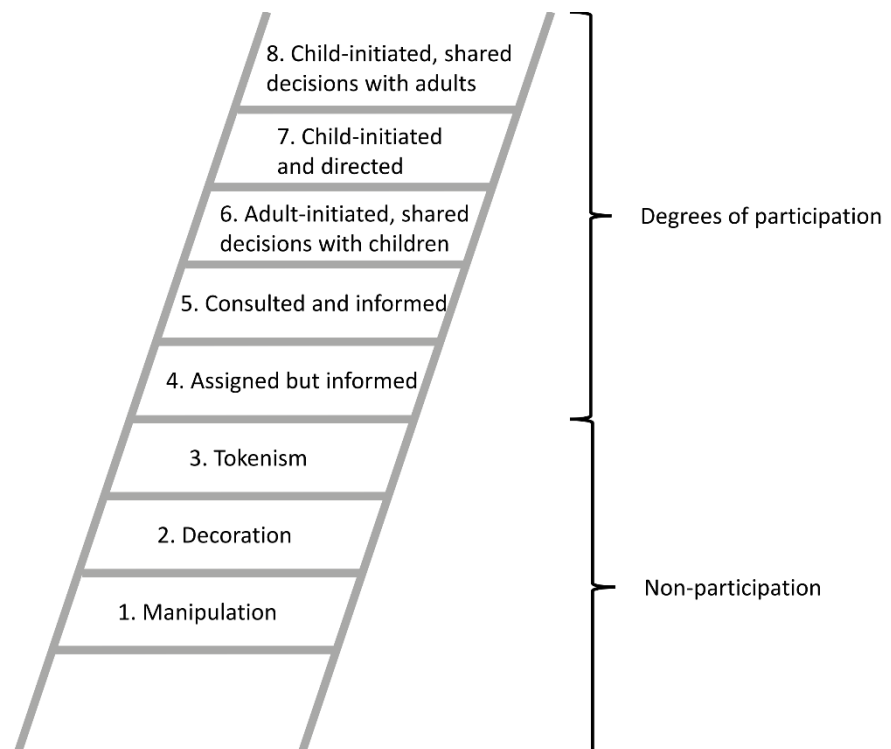 8. Child-initiated, shared
decisions with adults
7. Child-initiated
and directed
6. Adult-initiated, shared
decisions with children
Degrees of participation
5. Consulted and informed
4. Assigned but informed
3. Tokenism
2. Decoration
Non-participation
1. Manipulation